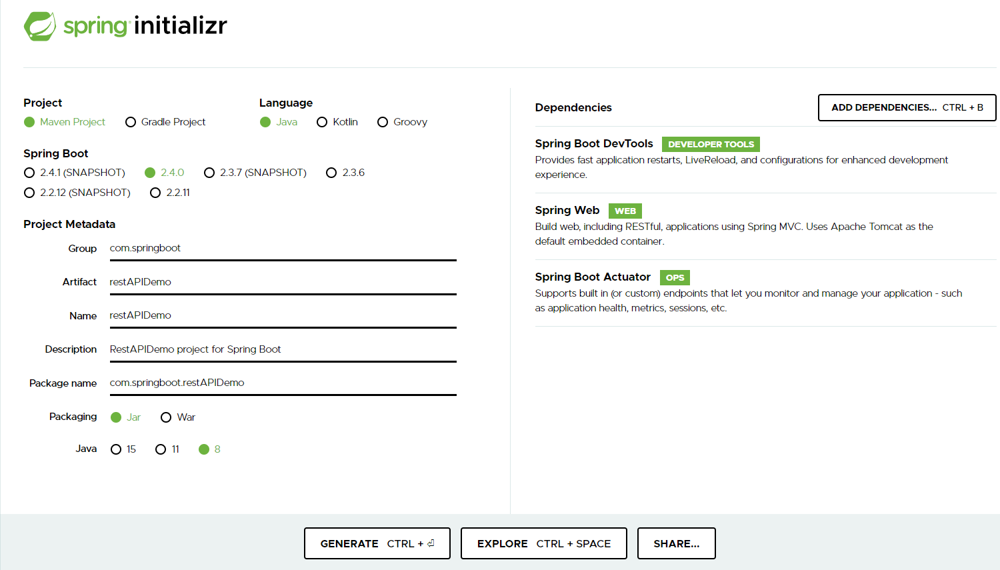 spring initializr
Project
Maven Project Gradle Project
Language
Java Kotlin Groovy
Spring Boot
2.4.1 (SNAPSHOT) 2.4.0 2.3.7 (SNAPSHOT) 2.3.6
2.2.12 (SNAPSHOT) 2.2.11
Project Metadata
Group com.springboot
Artifact restAPIDemo
Name restAPIDemo
Description RestAPIDemo project for Spring Boot
Package name com.springboot.restAPIDemo
Packaging Jar War
Java 15 11 8
Dependencies ADD DEPENDENCIES... CTRL + B
Spring Boot DevTools DEVELOPER TOOLS
Provides fast application restarts, LiveReload, and configurations for enhanced development
experience.
Spring Web WEB
Build web, including RESTful, applications using Spring MVC. Uses Apache Tomcat as the
default embedded container.
Spring Boot Actuator OPS
Supports built in (or custom) endpoints that let you monitor and manage your application - such
as application health, metrics, sessions, etc.
GENERATE CTRL + ⏎ EXPLORE CTRL + SPACE SHARE...